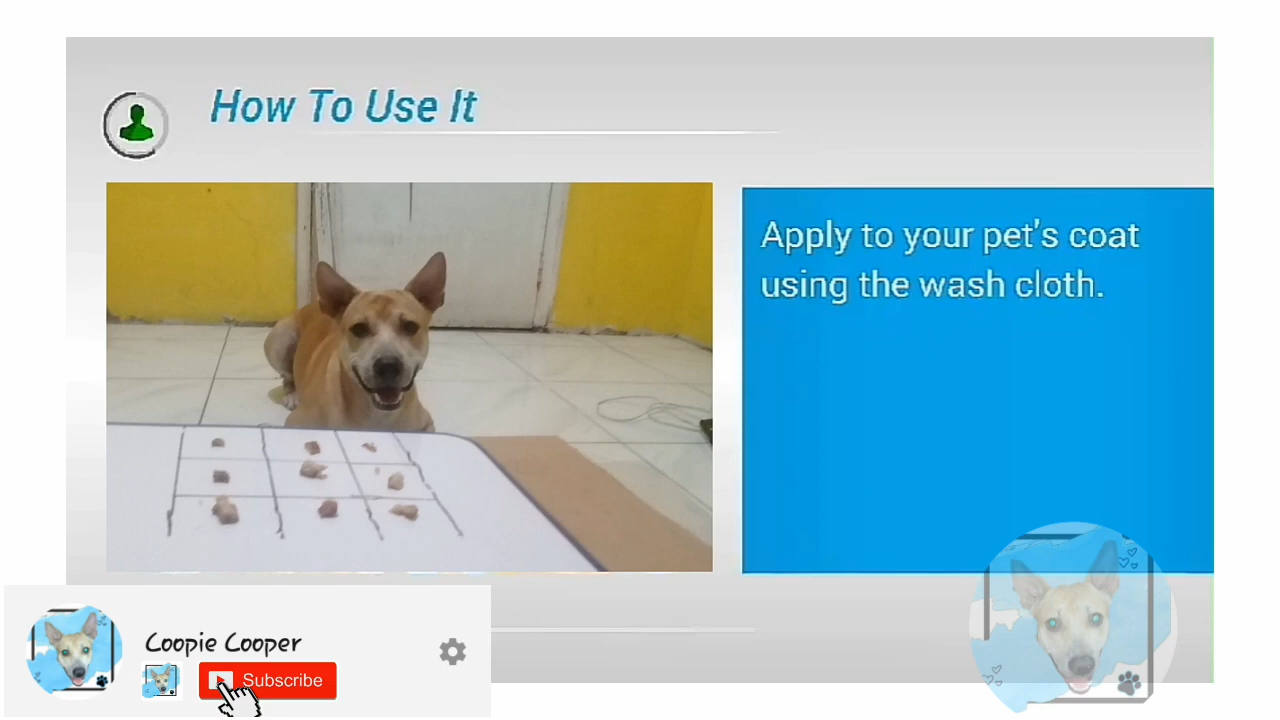 How To Use It
Apply to your pet's coat
using the wash cloth.
Coopie Cooper
Subscribe